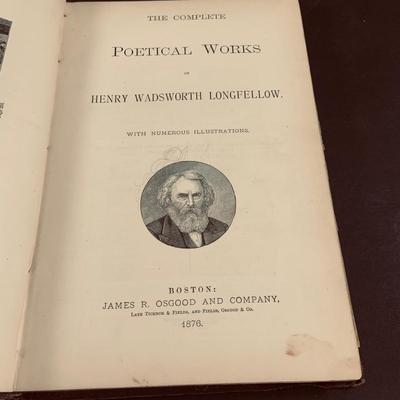 THE COMPLETE
POETICAL WORKS
OF
HENRY WADSWORTH LONGFELLOW.
WITH NUMEROUS ILLUSTRATIONS.
BOSTON:
JAMES R. OSGOOD AND COMPANY,
LATE TICKNOR & FIELDS, AND FIELDS, OSGOOD & CO.
1876.